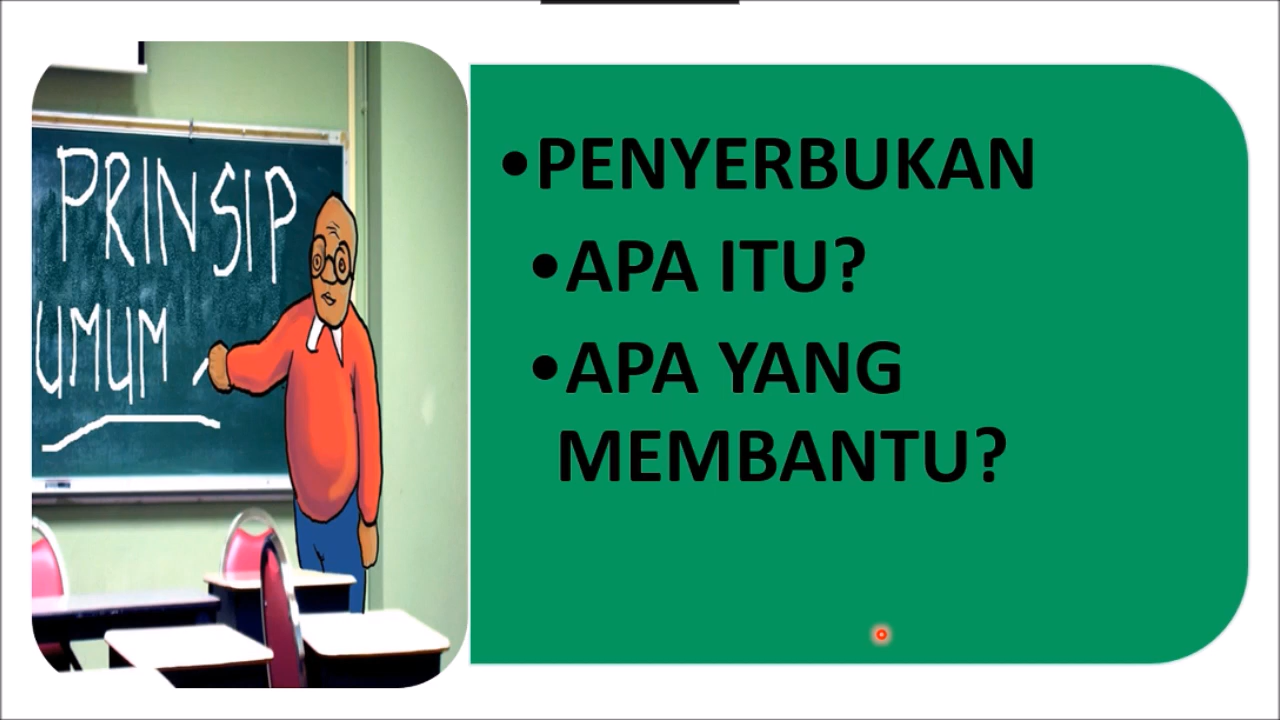 PRINSIP
UMUM
•PENYERBUKAN
•APA ITU?
•APA YANG
MEMBANTU?